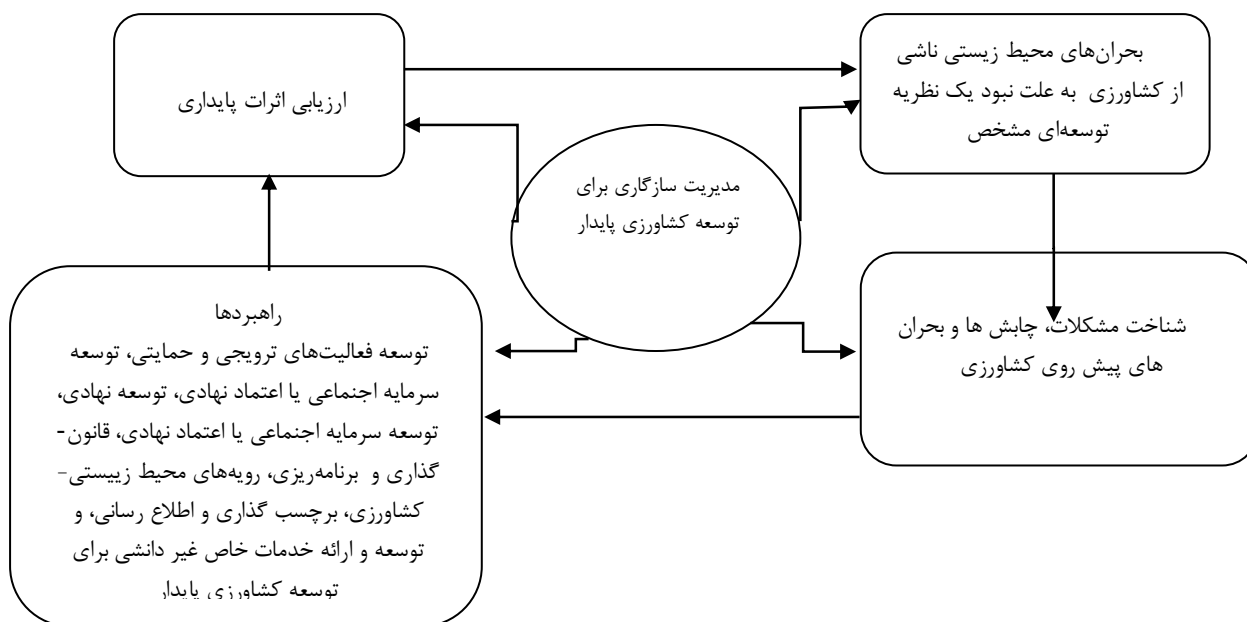 بحران‌های محیط زیستی ناشی
از کشاورزی به علت نبود یک نظریه
توسعه‌ای مشخص
ارزیابی اثرات پایداری
مدیریت سازگاری برای
توسعه کشاورزی پایدار
شناخت مشکلات، چابش ها و بحران
های پیش روی کشاورزی
راهبردها
توسعه فعالیت‌های ترویجی و حمایتی، توسعه
سرمایه اجتماعی یا اعتماد نهادی، توسعه نهادی،
توسعه سرمایه اجتماعی یا اعتماد نهادی، قانون-
گذاری و برنامه‌ریزی، رویه‌های محیط زییستی–
کشاورزی، برچسب گذاری و اطلاع رسانی، و
توسعه و ارائه خدمات خاص غیر دانشی برای
توسعه کشاورزی پایدار